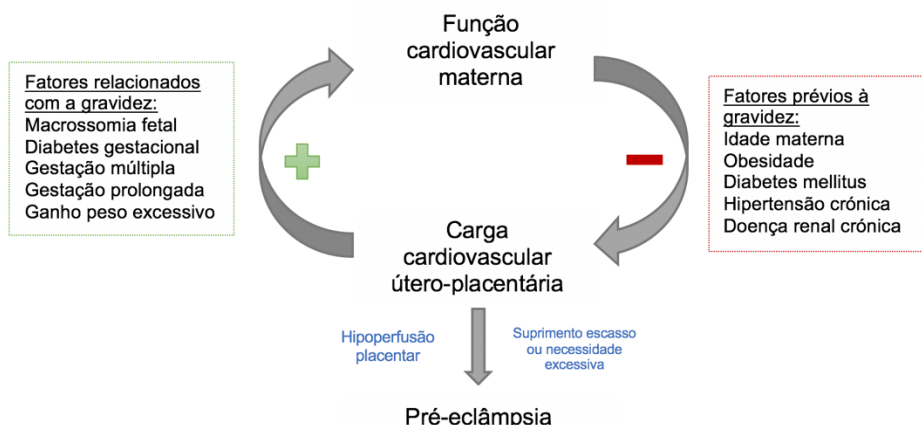 Função
cardiovascular
materna
Fatores relacionados
com a gravidez:
Macrossomia fetal
Diabetes gestacional
Gestação múltipla
Gestação prolongada
Ganho peso excessivo
Fatores prévios à
gravidez:
Idade materna
Obesidade
Diabetes mellitus
Hipertensão crónica
Doença renal crónica
Carga
cardiovascular
útero-placentária
Hipoperfusão
placentar
Suprimento escasso
ou necessidade
excessiva
Pré-eclâmpsia